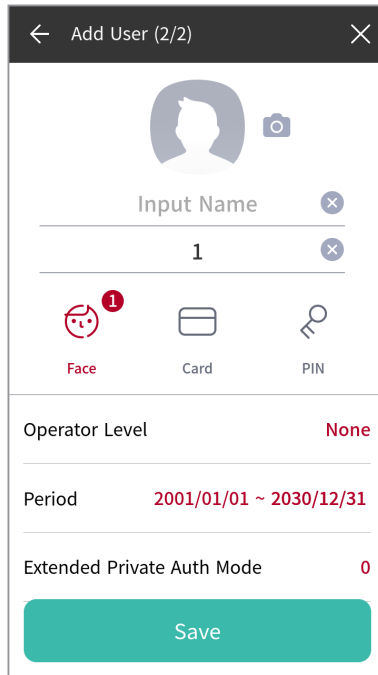 Add User (2/2)
Input Name
1
1
Face Card PIN
Operator Level None
Period 2001/01/01 ~ 2030/12/31
Extended Private Auth Mode 0
Save